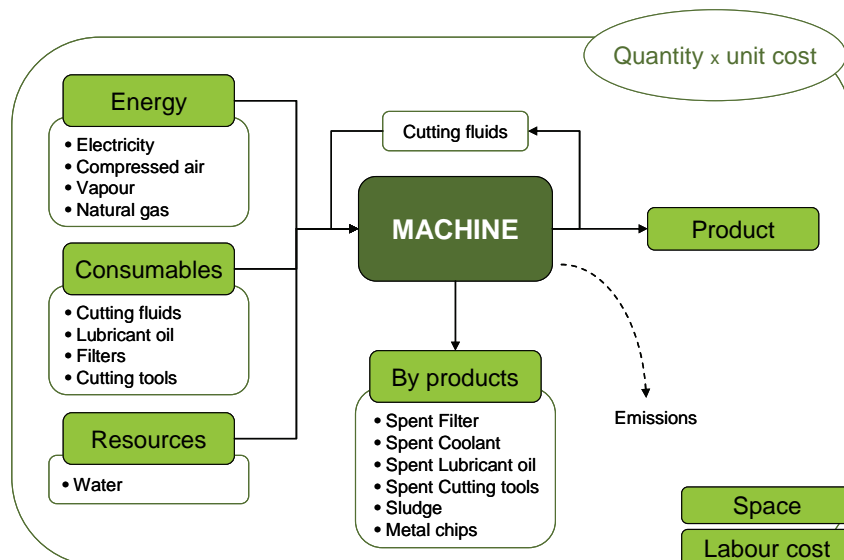 Quantity x unit cost
Energy
• Electricity
• Compressed air
• Vapour
• Natural gas
Cutting fluids
MACHINE
Product
Consumables
• Cutting fluids
• Lubricant oil
• Filters
• Cutting tools
By products
• Spent Filter
• Spent Coolant
• Spent Lubricant oil
• Spent Cutting tools
• Sludge
• Metal chips
Emissions
Resources
• Water
Space
Labour cost